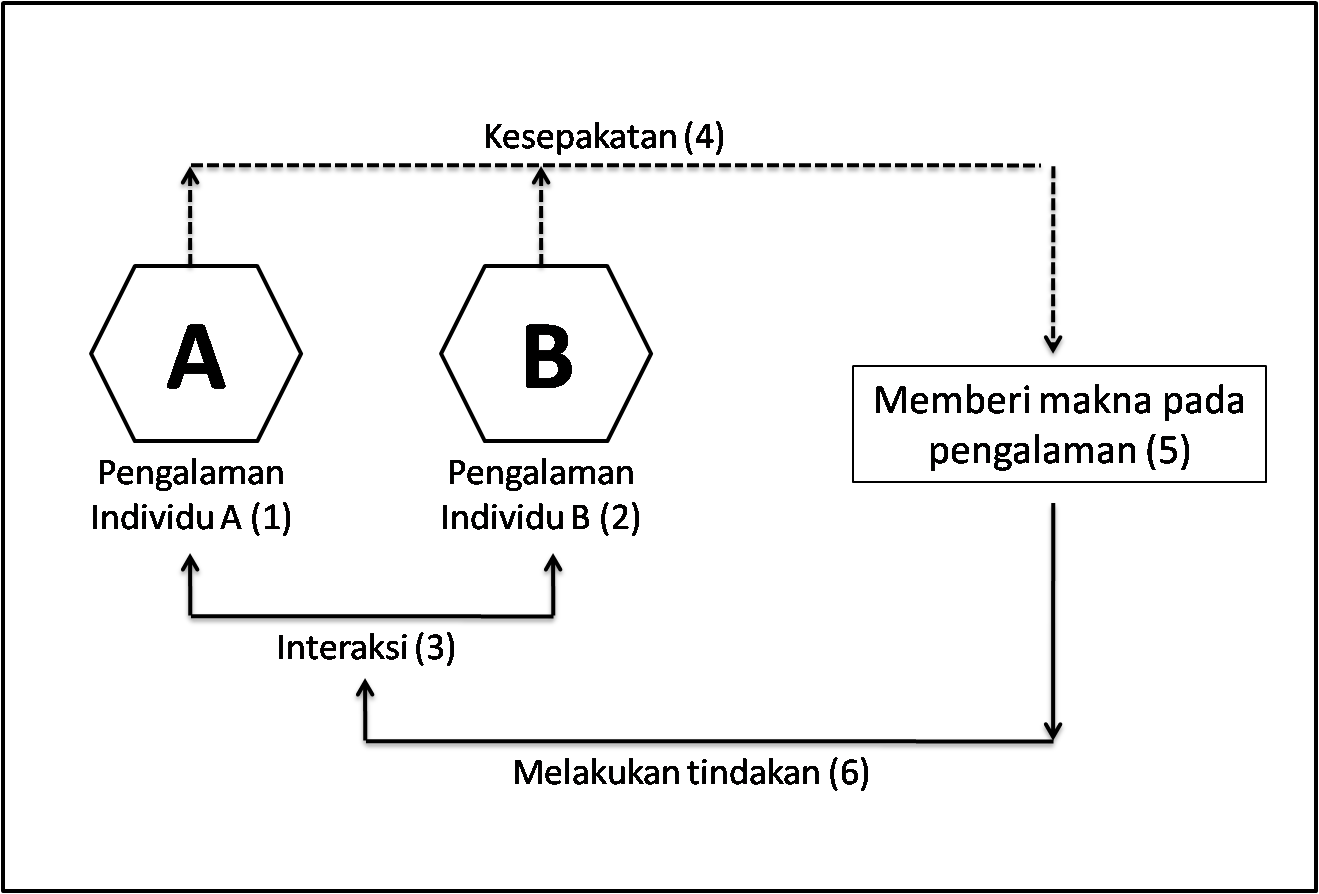 Kesepakatan (4)
A
B
Pengalaman
Individu A (1)
Pengalaman
Individu B (2)
Memberi makna pada
pengalaman (5)
Interaksi (3)
Melakukan tindakan (6)